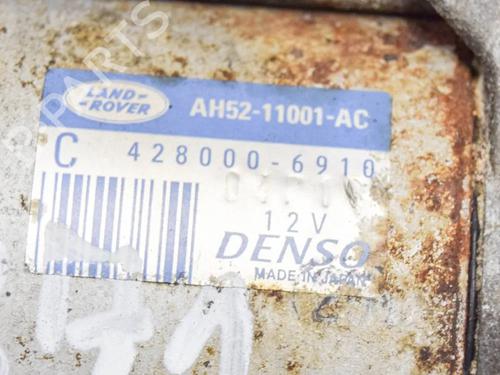 LAND-
ROVER
AH52-11001-AC
C 428000-6910
12V
DENSO
MADE IN JAPAN